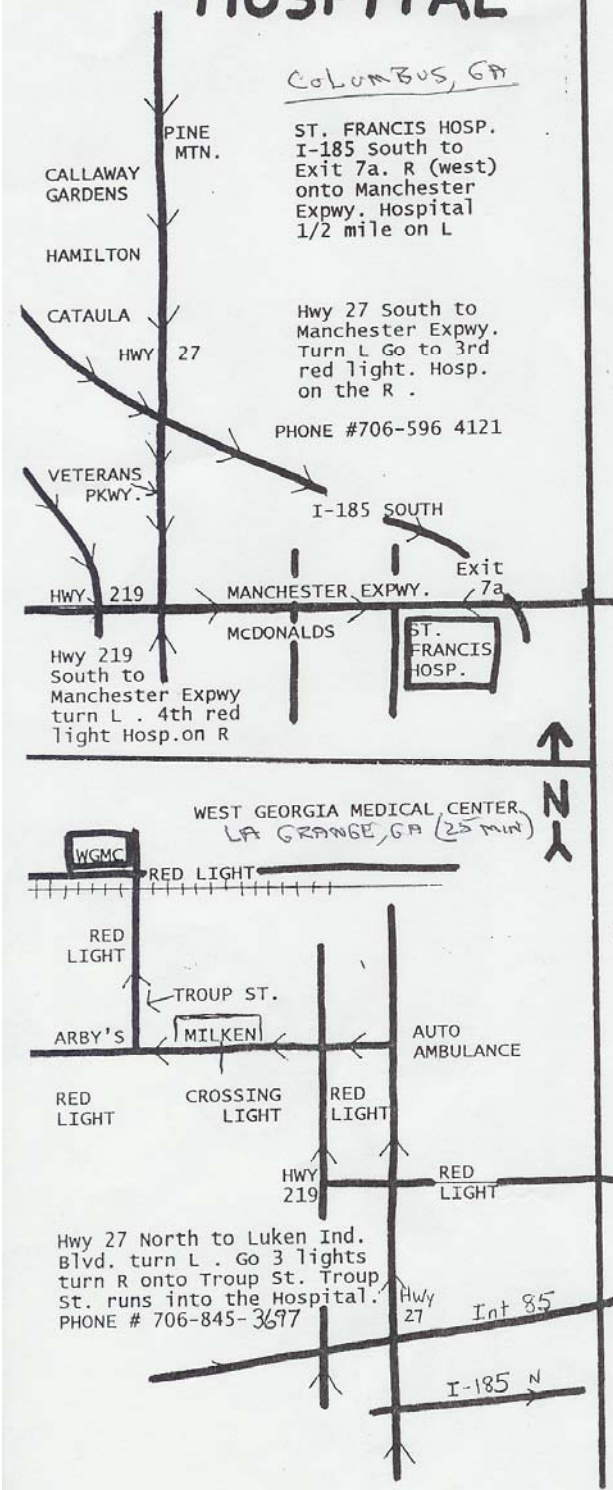 HOSPITAL
COLUMBUS, GA
PINE
MTN.
ST. FRANCIS HOSP.
I-185 South to
Exit 7a. R (west)
onto Manchester
Expwy. Hospital
1/2 mile on L
CALLAWAY
GARDENS
HAMILTON
CATAULA
HWY 27
Hwy 27 South to
Manchester Expwy.
Turn L Go to 3rd
red light. Hosp.
on the R .
PHONE #706-596 4121
VETERANS
PKWY.
I-185 SOUTH
Exit
7a
HWY 219
MANCHESTER EXPWY.
McDONALDS
ST.
FRANCIS
HOSP.
Hwy 219
South to
Manchester Expwy
turn L . 4th red
light Hosp.on R
N
WEST GEORGIA MEDICAL CENTER
LA GRANGE, GA (25 MIN)
WGMC
RED LIGHT
RED
LIGHT
TROUP ST.
ARBY'S
MILKEN
AUTO
AMBULANCE
RED
LIGHT
CROSSING
LIGHT
RED
LIGHT
HWY
219
RED
LIGHT
Hwy 27 North to Luken Ind.
Blvd. turn L . Go 3 lights
turn R onto Troup St. Troup
St. runs into the Hospital.
PHONE # 706-845-3697
Hwy
27
Int 85
I-185 N